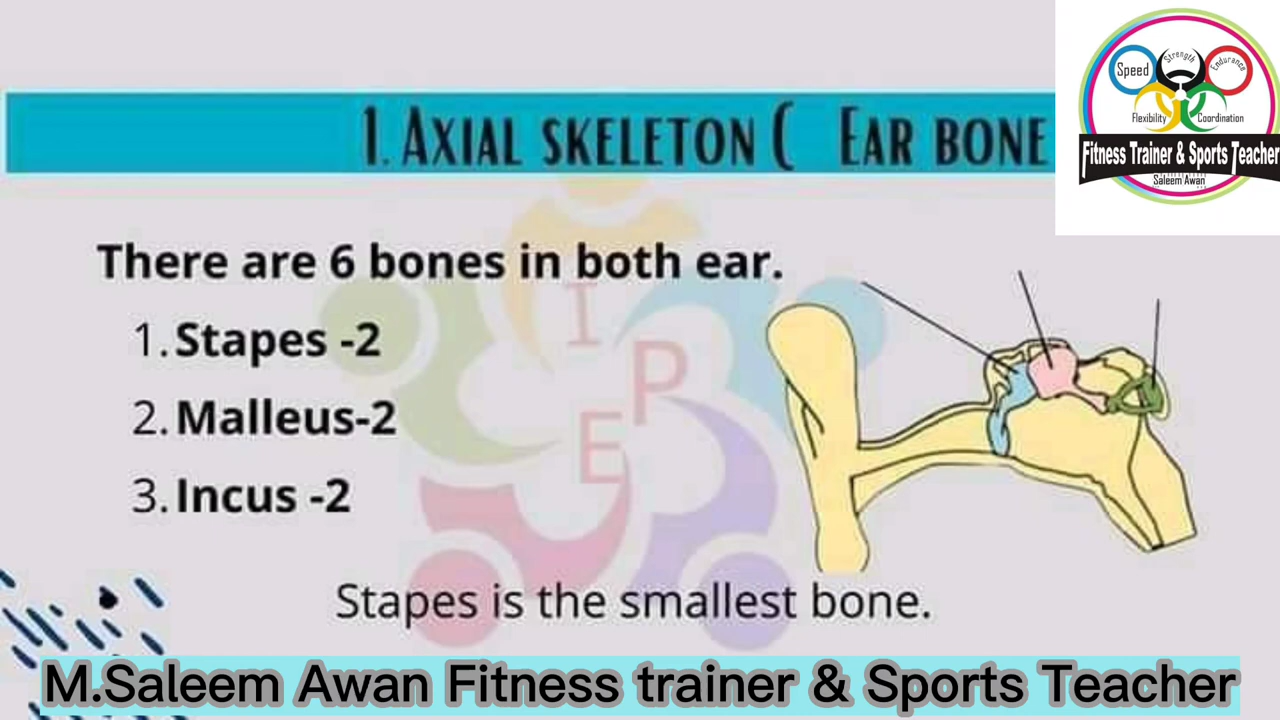 1. AXIAL SKELETON ( EAR BONE
Speed
Strength
Endurance
Flexibility
Coordination
Fitness Trainer & Sports Teacher
Saleem Awan
There are 6 bones in both ear.
1. Stapes -2
2. Malleus-2
3. Incus -2
I
P
E
Stapes is the smallest bone.
M.Saleem Awan Fitness trainer & Sports Teacher